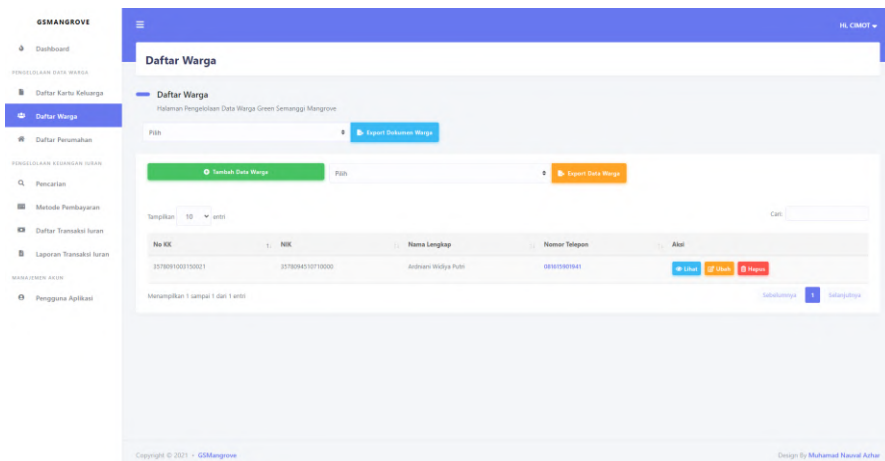 GSMANGROVE
HI, CIMOT
Dashboard
PENGELOLAAN DATA WARGA
Daftar Kartu Keluarga
Daftar Warga
Daftar Perumahan
PENGELOLAAN KEUANGAN IURAN
Pencarian
Metode Pembayaran
Daftar Transaksi Iuran
Laporan Transaksi Iuran
MANAJEMEN AKUN
Pengguna Aplikasi
Daftar Warga
Daftar Warga
Halaman Pengelolaan Data Warga Green Semanggi Mangrove
Pilih
Export Dokumen Warga
Tambah Data Warga
Pilih
Export Data Warga
Tampilkan 10 entri
Cari:
No KK NIK Nama Lengkap Nomor Telepon Aksi
3578091003150021 3578094510710000 Ardniani Widiya Putri 081615901941 Lihat Ubah Hapus
Menampilkan 1 sampai 1 dari 1 entri
Sebelumnya 1 Selanjutnya
Copyright © 2021 • GSMangrove
Design By Muhamad Nauval Azhar